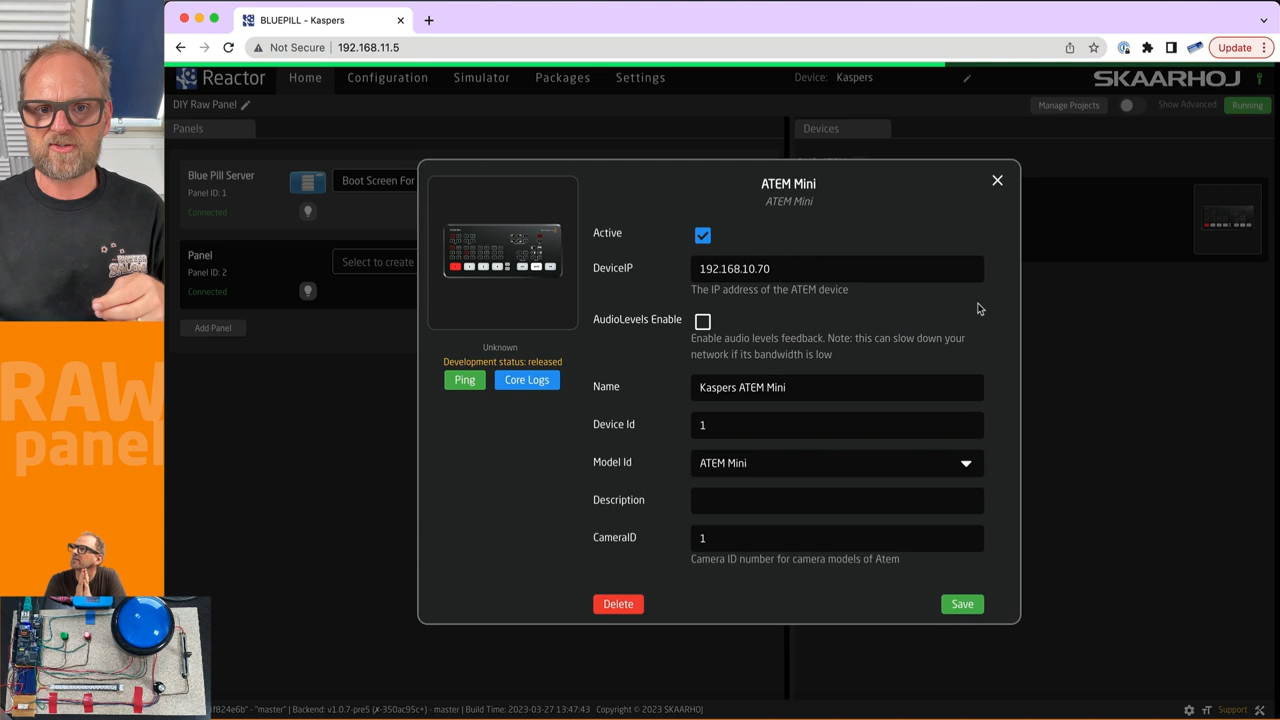 BLUEPILL - Kaspers
Not Secure | 192.168.11.5
Update
Reactor
Home
Configuration
Simulator
Packages
Settings
Device: Kaspers
SKAARHOJ
DIY Raw Panel
Manage Projects
Show Advanced
Running
Panels
Devices
Blue Pill Server
Panel ID: 1
Connected
Boot Screen For
Panel
Panel ID: 2
Connected
Select to create
Add Panel
ATEM Mini
ATEM Mini
Active
DeviceIP
192.168.10.70
The IP address of the ATEM device
AudioLevels Enable
Enable audio levels feedback. Note: this can slow down your
network if its bandwidth is low
Unknown
Development status: released
Ping
Core Logs
Name
Kaspers ATEM Mini
Device Id
1
Model Id
ATEM Mini
Description
CameraID
1
Camera ID number for camera models of Atem
Delete
Save
RAW
panel
f824e6b" - "master" | Backend: v1.0.7-pre5 (X-350ac95c+) - master | Build Time: 2023-03-27 13:47:43 Copyright © 2023 SKAARHOJ
Support